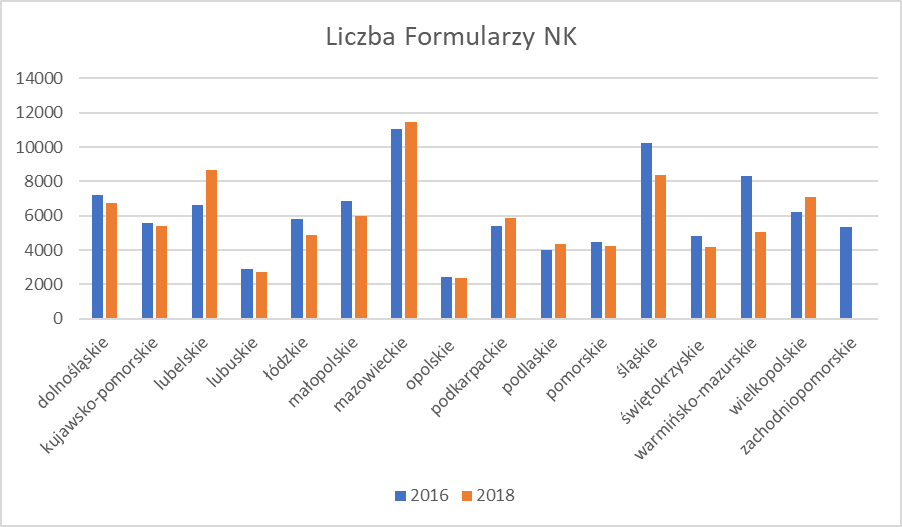 Liczba Formularzy NK
14000
12000
10000
8000
6000
4000
2000
0
dolnośląskie
kujawsko-pomorskie
lubelskie
lubuskie
łódzkie
małopolskie
mazowieckie
opolskie
podkarpackie
podlaskie
pomorskie
śląskie
świętokrzyskie
warmińsko-mazurskie
wielkopolskie
zachodniopomorskie
2016 2018